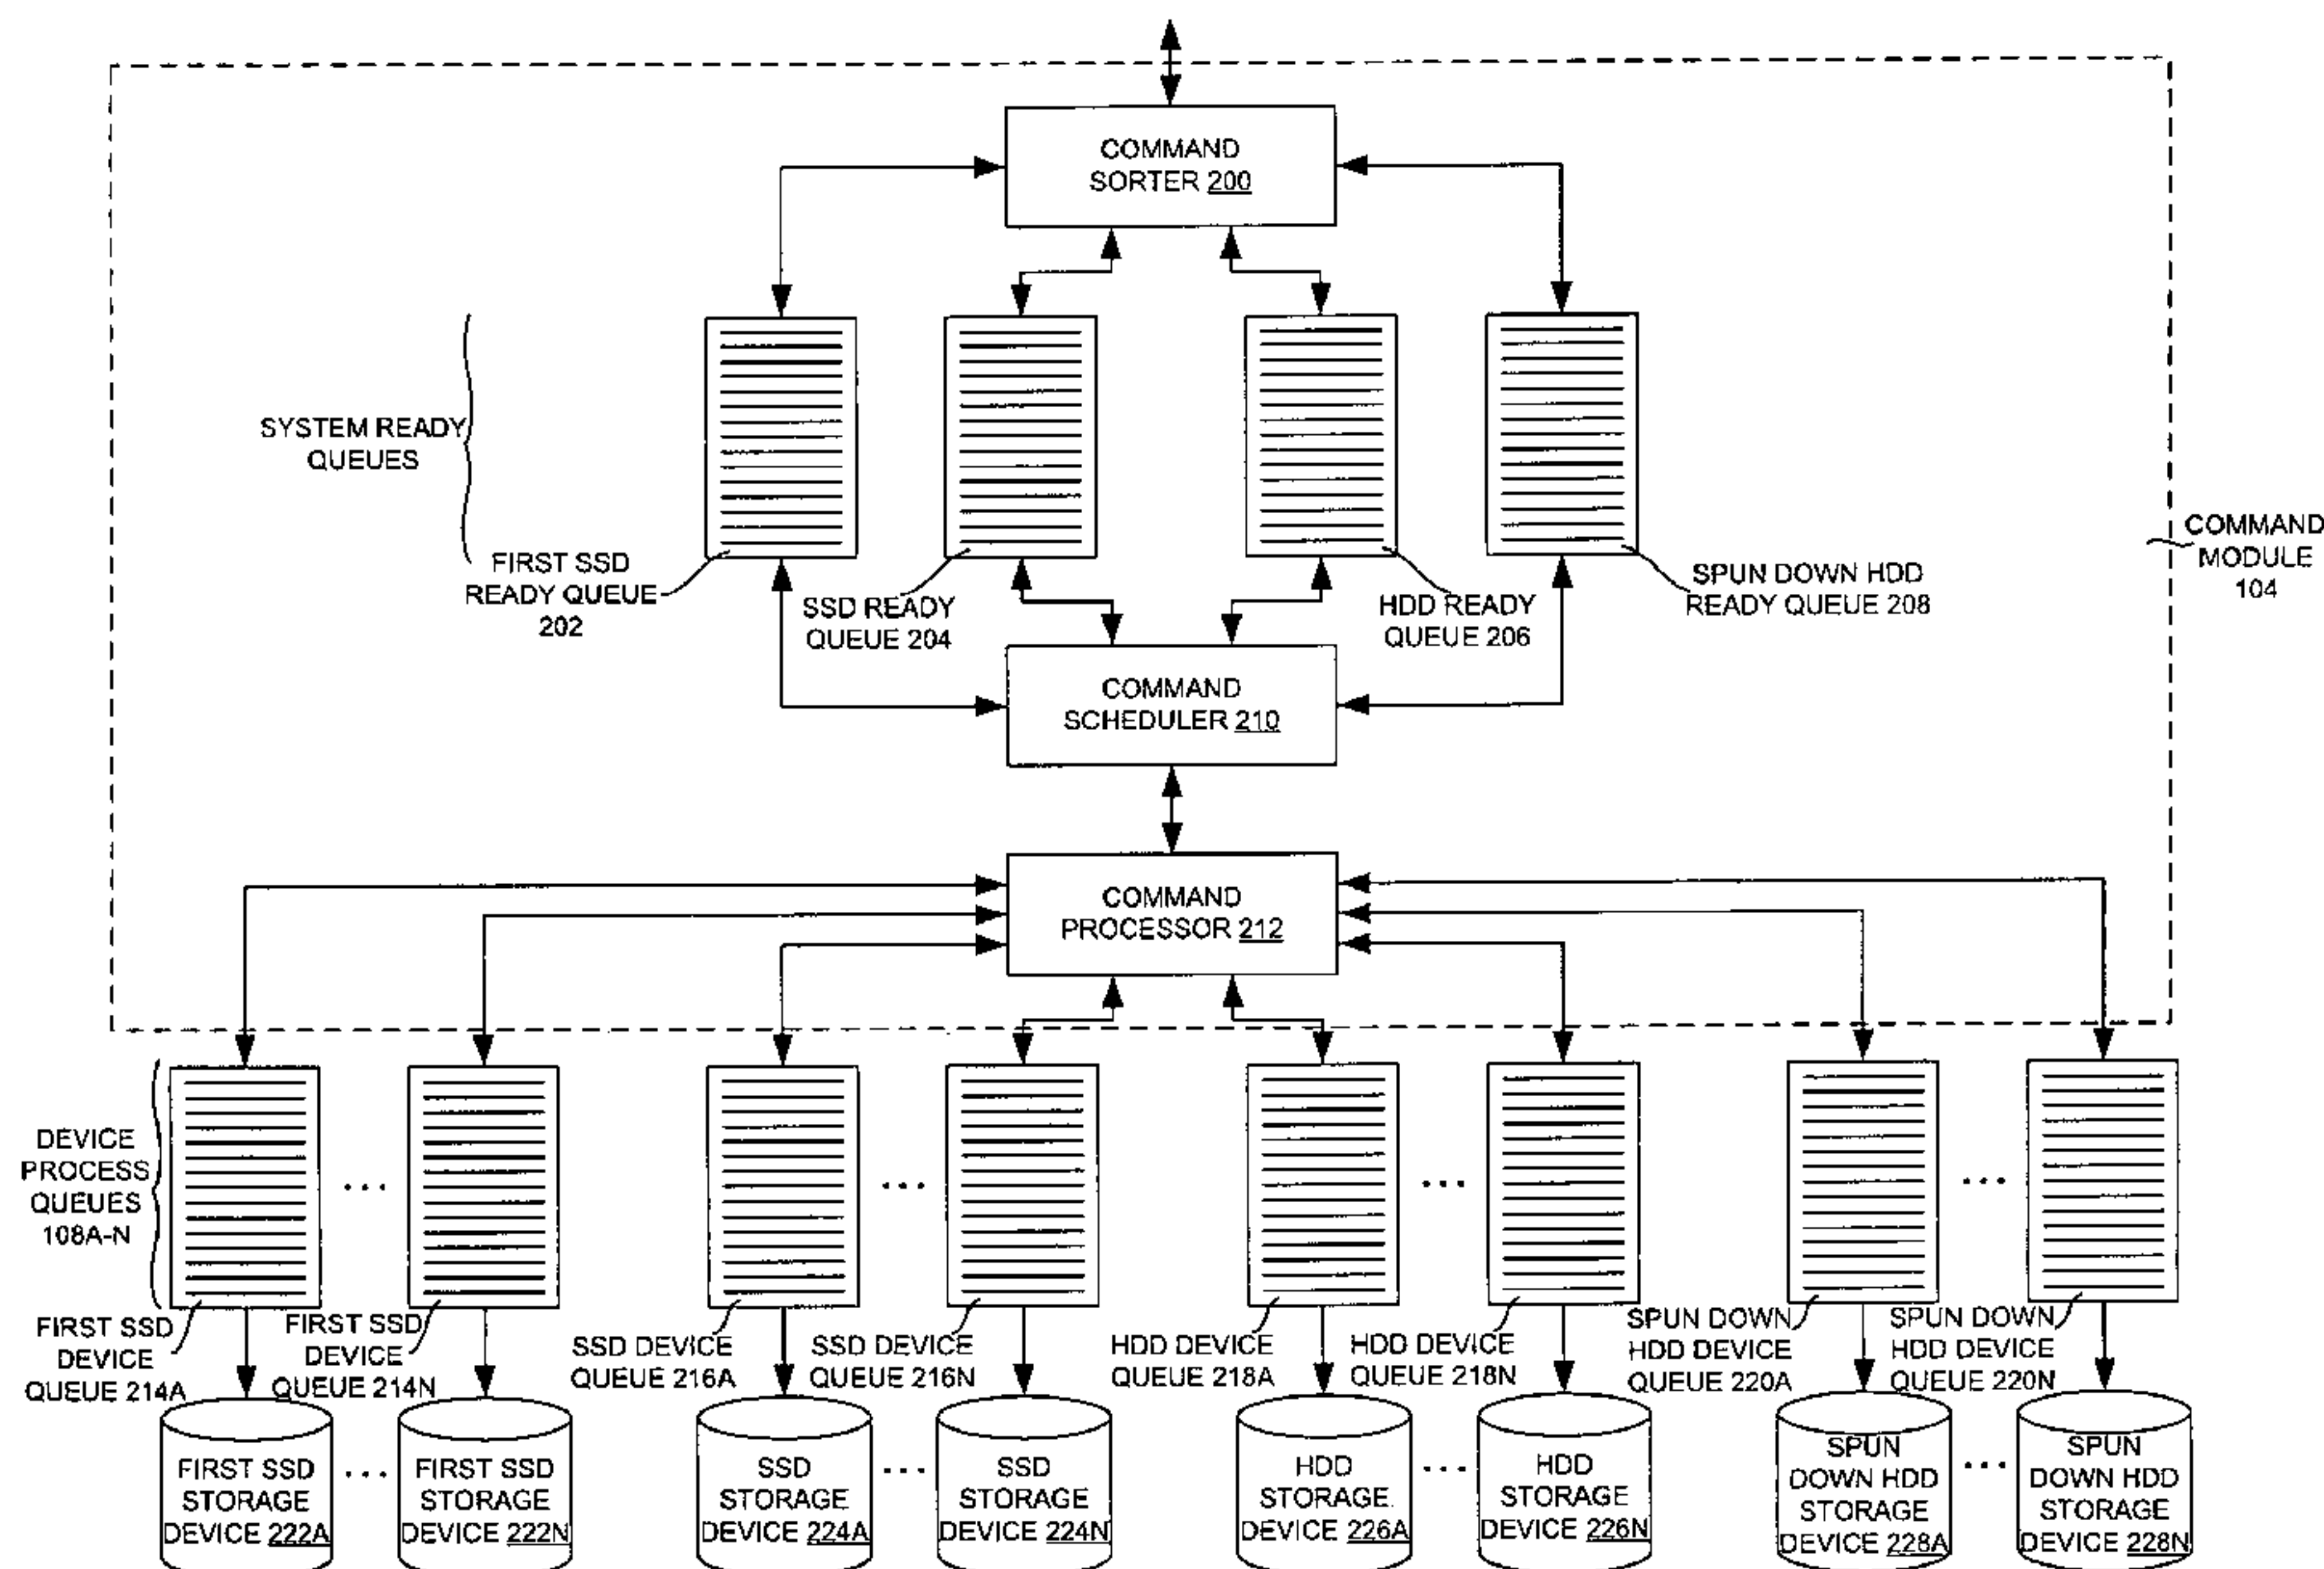 COMMAND
SORTER 200
SYSTEM READY
QUEUES
FIRST SSD
READY QUEUE
202
SSD READY
QUEUE 204
HDD READY
QUEUE 206
SPUN DOWN HDD
READY QUEUE 208
COMMAND
MODULE
104
COMMAND
SCHEDULER 210
COMMAND
PROCESSOR 212
DEVICE
PROCESS
QUEUES
108A-N
FIRST SSD
DEVICE
QUEUE 214A
FIRST SSD
DEVICE
QUEUE 214N
SSD DEVICE
QUEUE 216A
SSD DEVICE
QUEUE 216N
HDD DEVICE
QUEUE 218A
HDD DEVICE
QUEUE 218N
SPUN DOWN
HDD DEVICE
QUEUE 220A
SPUN DOWN
HDD DEVICE
QUEUE 220N
FIRST SSD
STORAGE
DEVICE 222A
...
FIRST SSD
STORAGE
DEVICE 222N
SSD
STORAGE
DEVICE 224A
...
SSD
STORAGE
DEVICE 224N
HDD
STORAGE
DEVICE 226A
...
HDD
STORAGE
DEVICE 226N
SPUN
DOWN HDD
STORAGE
DEVICE 228A
...
SPUN
DOWN HDD
STORAGE
DEVICE 228N